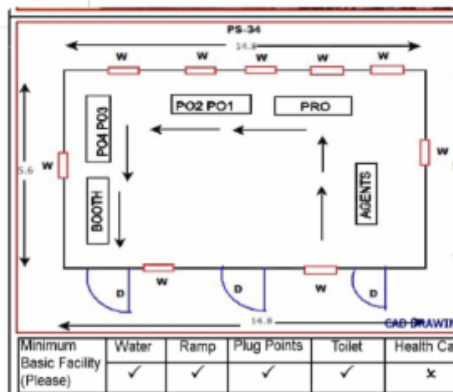 PS-34
14.8
W W W W W
PO2 PO1
PRO
PO4 PO3
W
W
5.6
BOOTH
AGENTS
W
W
D
D
D
CAD DRAWIN
14.8
Minimum Basic Facility (Please)
Water
Ramp
Plug Points
Toilet
Health Ca
✓ ✓ ✓ ✓ x